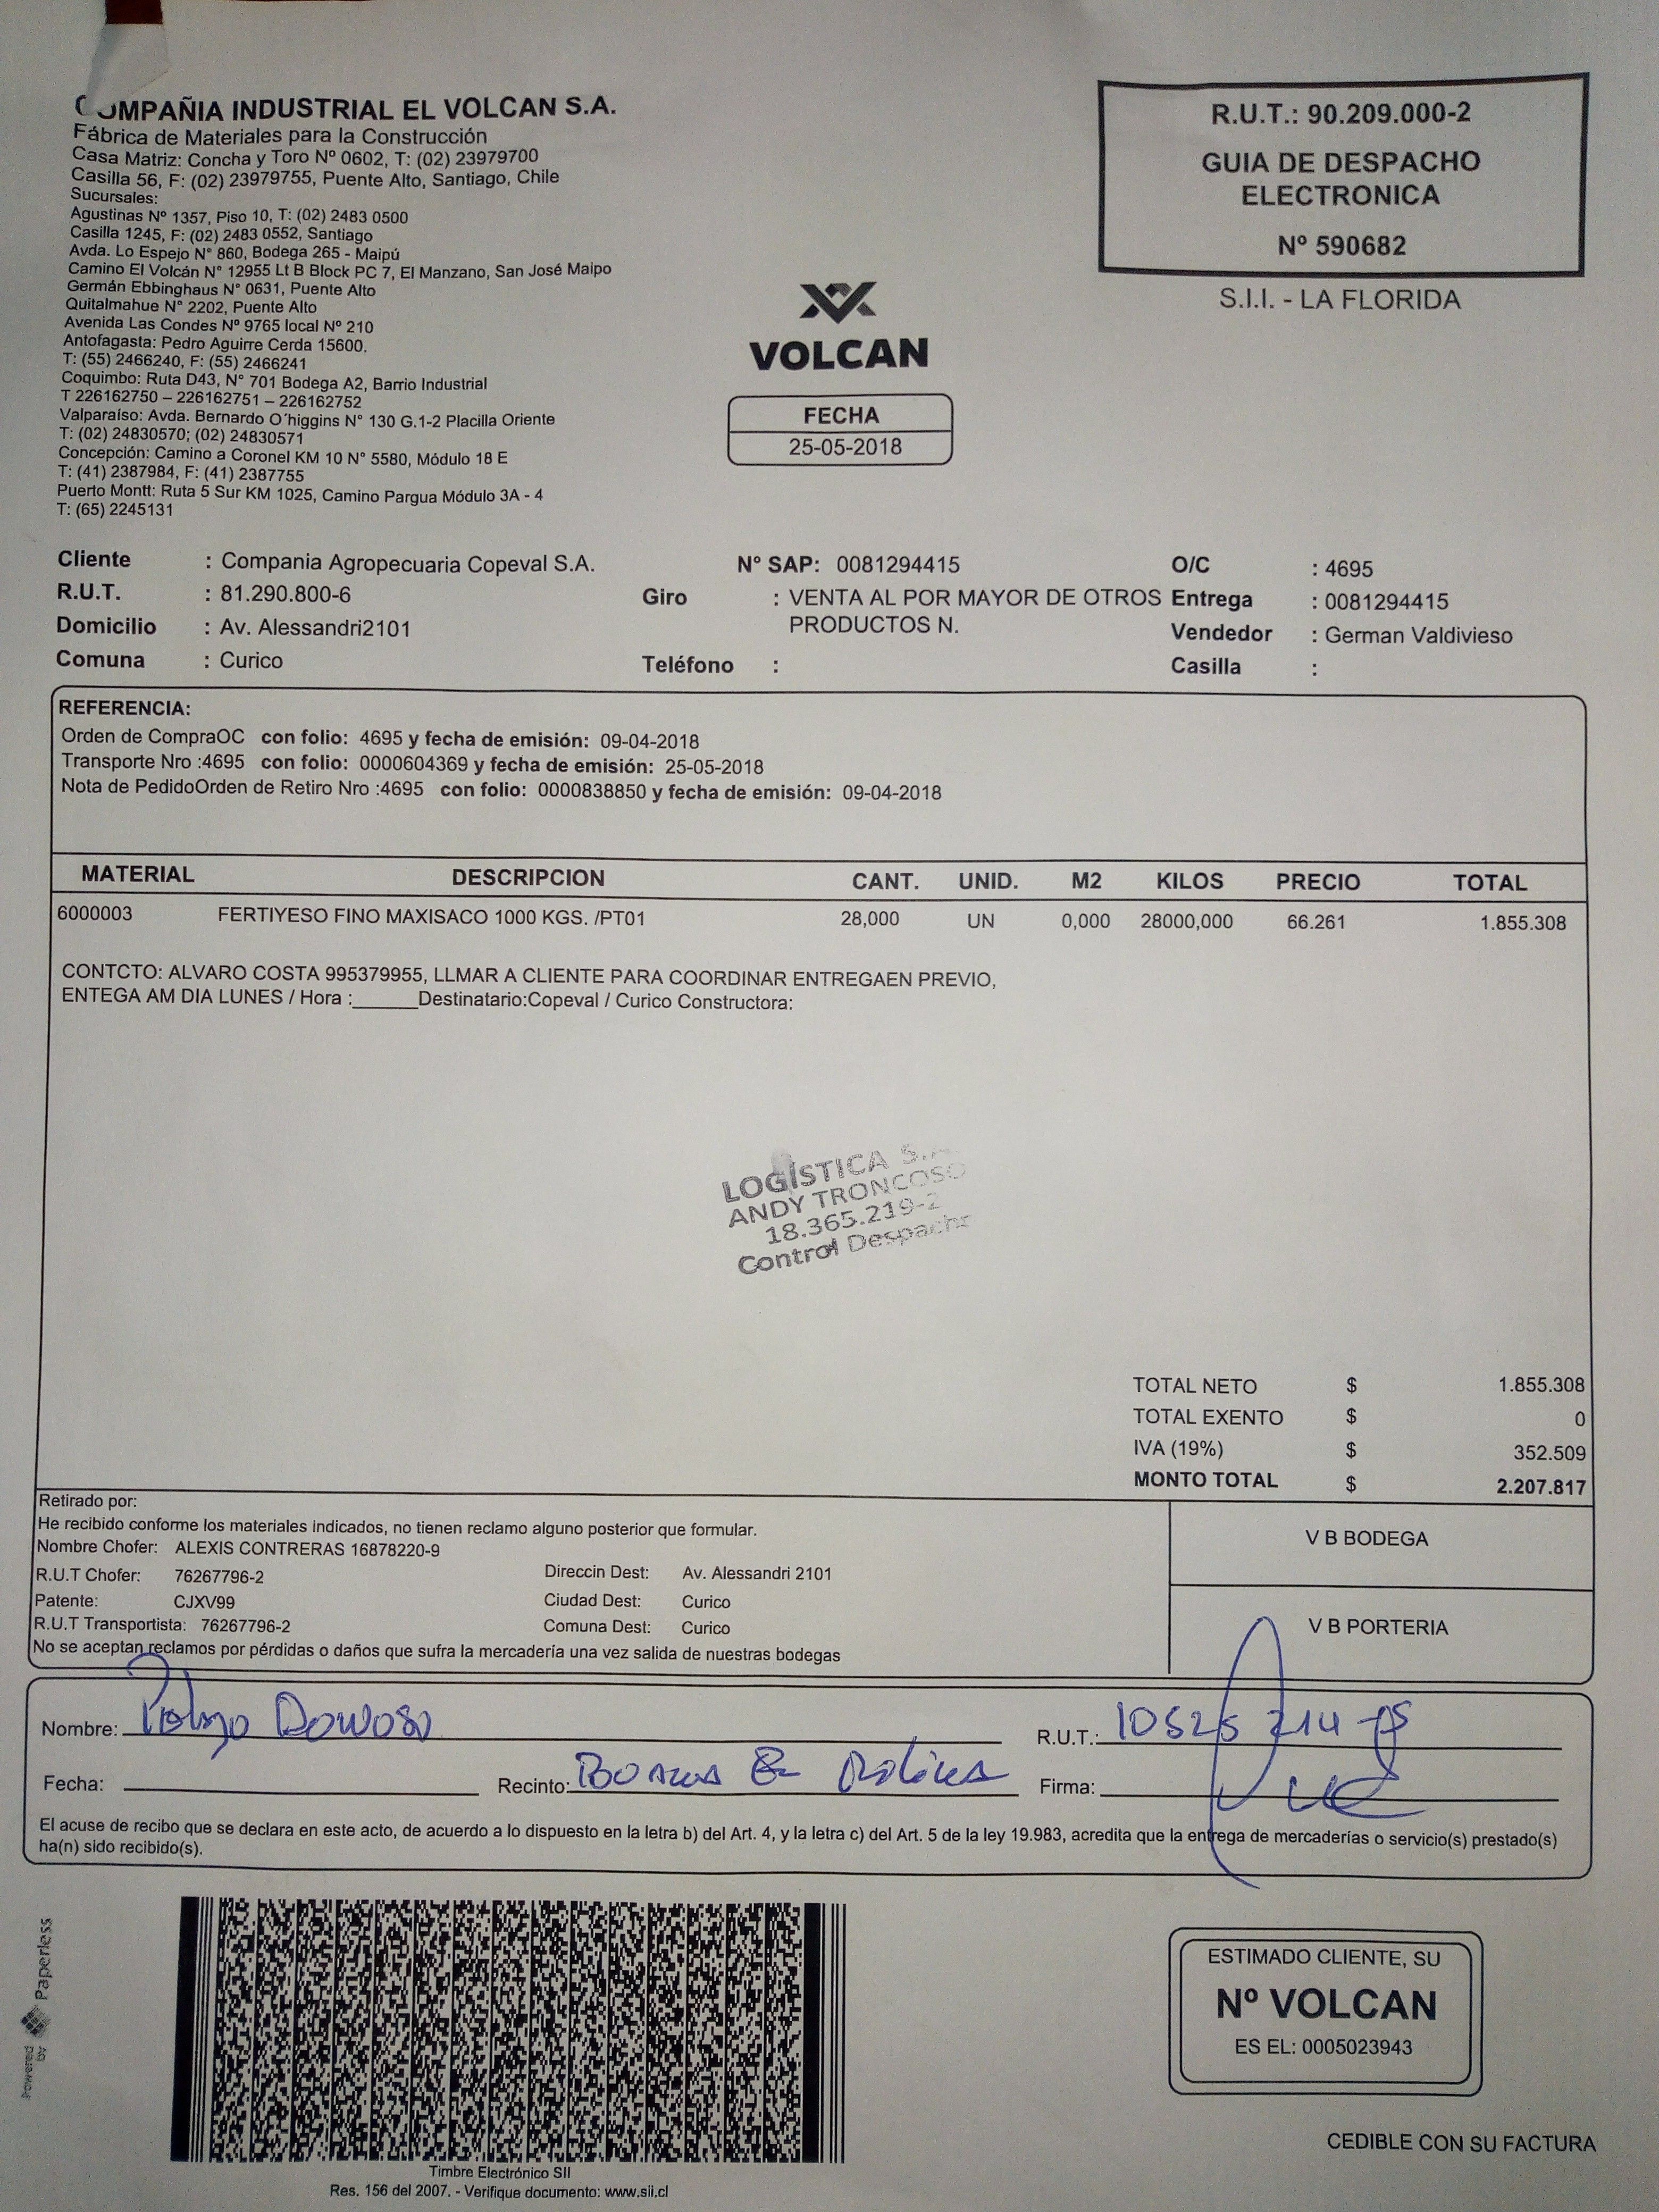 COMPAÑIA INDUSTRIAL EL VOLCAN S.A.
Fábrica de Materiales para la Construcción
Casa Matriz: Concha y Toro Nº 0602, T: (02) 23979700
Casilla 56, F: (02) 23979755, Puente Alto, Santiago, Chile
Sucursales:
Agustinas Nº 1357, Piso 10, T: (02) 2483 0500
Casilla 1245, F: (02) 2483 0552, Santiago
Avda. Lo Espejo N° 860, Bodega 265 - Maipú
Camino El Volcán N° 12955 Lt B Block PC 7, El Manzano, San José Maipo
Germán Ebbinghaus N° 0631, Puente Alto
Quitalmahue N° 2202, Puente Alto
Avenida Las Condes Nº 9765 local Nº 210
Antofagasta: Pedro Aguirre Cerda 15600.
T: (55) 2466240, F: (55) 2466241
Coquimbo: Ruta D43, N° 701 Bodega A2, Barrio Industrial
T 226162750 – 226162751 – 226162752
Valparaíso: Avda. Bernardo O´higgins N° 130 G.1-2 Placilla Oriente
T: (02) 24830570; (02) 24830571
Concepción: Camino a Coronel KM 10 N° 5580, Módulo 18 E
T: (41) 2387984, F: (41) 2387755
Puerto Montt: Ruta 5 Sur KM 1025, Camino Pargua Módulo 3A - 4
T: (65) 2245131
R.U.T.: 90.209.000-2
GUIA DE DESPACHO
ELECTRONICA
Nº 590682
S.I.I. - LA FLORIDA
VOLCAN
FECHA
25-05-2018
Cliente : Compania Agropecuaria Copeval S.A. N° SAP: 0081294415 O/C : 4695
R.U.T. : 81.290.800-6 Giro : VENTA AL POR MAYOR DE OTROS Entrega : 0081294415
Domicilio : Av. Alessandri2101 PRODUCTOS N. Vendedor : German Valdivieso
Comuna : Curico Teléfono : Casilla :
REFERENCIA:
Orden de CompraOC con folio: 4695 y fecha de emisión: 09-04-2018
Transporte Nro :4695 con folio: 0000604369 y fecha de emisión: 25-05-2018
Nota de PedidoOrden de Retiro Nro :4695 con folio: 0000838850 y fecha de emisión: 09-04-2018
MATERIAL DESCRIPCION CANT. UNID. M2 KILOS PRECIO TOTAL
6000003 FERTIYESO FINO MAXISACO 1000 KGS. /PT01 28,000 UN 0,000 28000,000 66.261 1.855.308
CONTCTO: ALVARO COSTA 995379955, LLMAR A CLIENTE PARA COORDINAR ENTREGAEN PREVIO,
ENTEGA AM DIA LUNES / Hora :______Destinatario:Copeval / Curico Constructora:
LOGÍSTICA S.
ANDY TRONCOSO
18.365.219-2
Control Despacho
TOTAL NETO $ 1.855.308
TOTAL EXENTO $ 0
IVA (19%) $ 352.509
MONTO TOTAL $ 2.207.817
Retirado por:
He recibido conforme los materiales indicados, no tienen reclamo alguno posterior que formular.
Nombre Chofer: ALEXIS CONTRERAS 16878220-9
R.U.T Chofer: 76267796-2 Direccin Dest: Av. Alessandri 2101
Patente: CJXV99 Ciudad Dest: Curico
R.U.T Transportista: 76267796-2 Comuna Dest: Curico
No se aceptan reclamos por pérdidas o daños que sufra la mercadería una vez salida de nuestras bodegas
V B BODEGA
V B PORTERIA
Nombre: Donoso R.U.T.:
Fecha: Recinto: Firma:
El acuse de recibo que se declara en este acto, de acuerdo a lo dispuesto en la letra b) del Art. 4, y la letra c) del Art. 5 de la ley 19.983, acredita que la entrega de mercaderías o servicio(s) prestado(s)
ha(n) sido recibido(s).
Powered by Paperless
Timbre Electrónico SII
Res. 156 del 2007. - Verifique documento: www.sii.cl
ESTIMADO CLIENTE, SU
Nº VOLCAN
ES EL: 0005023943
CEDIBLE CON SU FACTURA